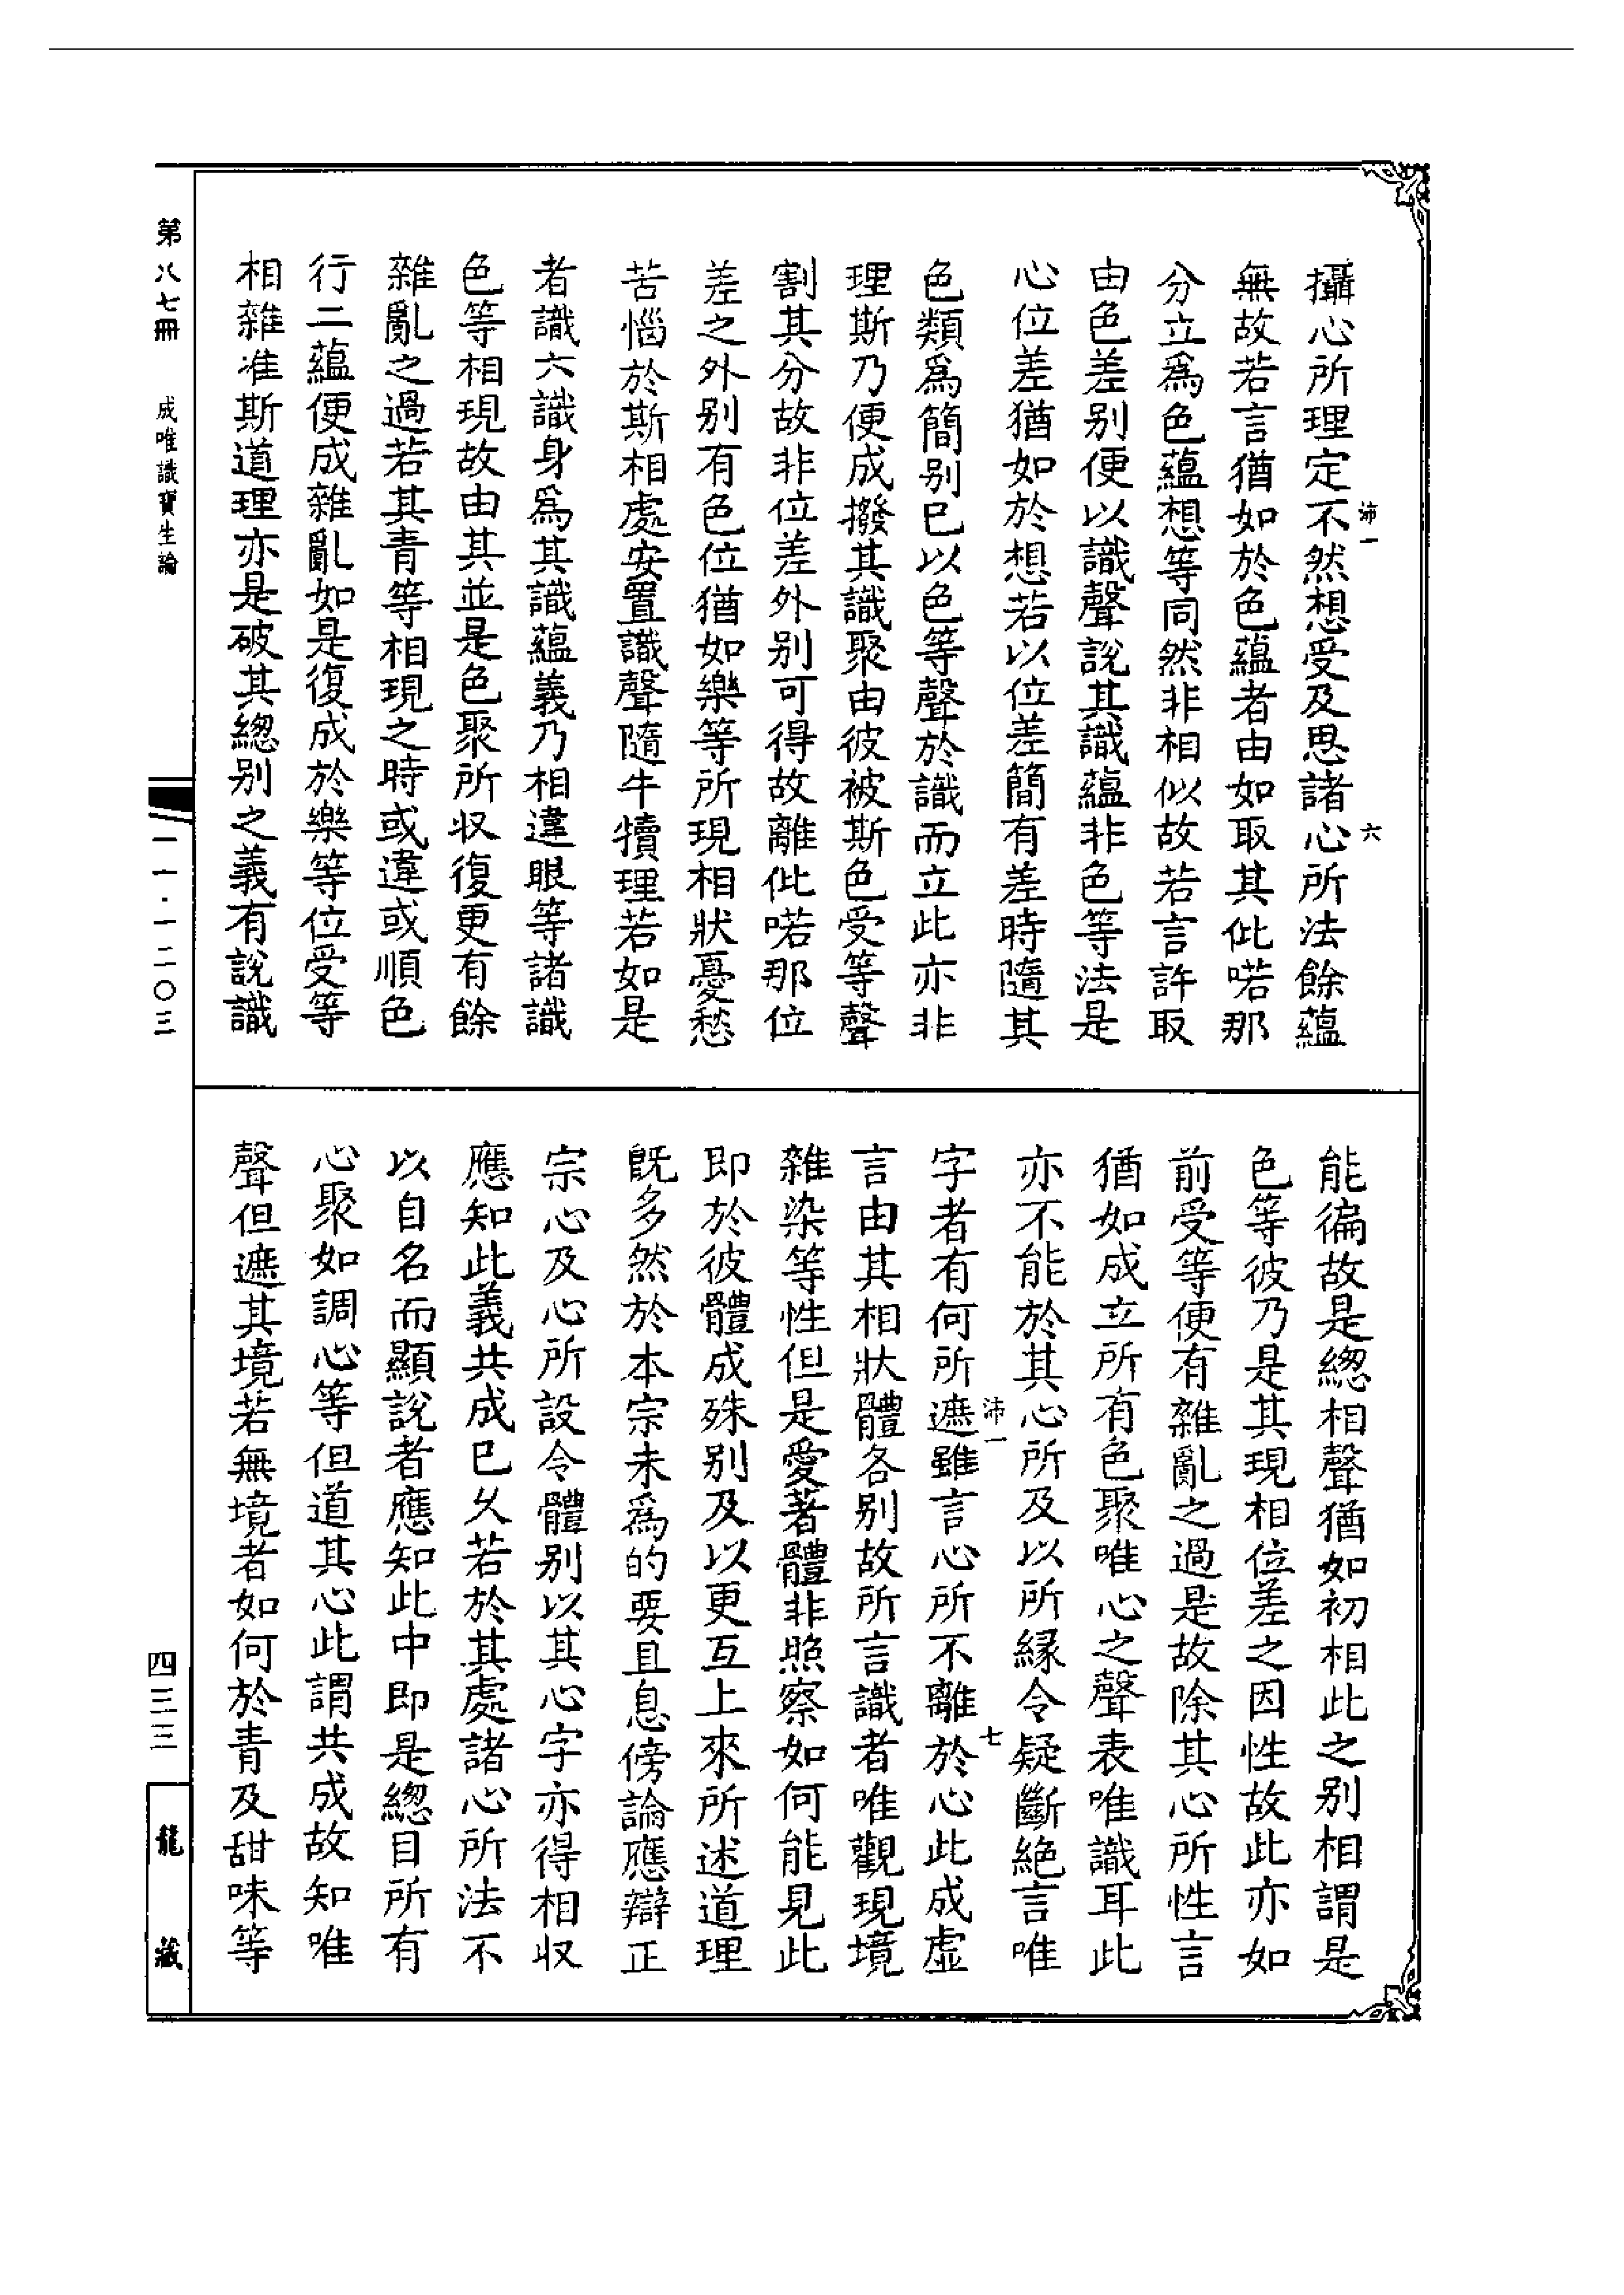 攝心所理定不然想受及思諸心所法餘蘊
無故若言猶如於色蘊者由如取其仳喏那
分立爲色蘊想等同然非相似故若言許取
由色差别便以識聲說其識蘊非色等法是
心位差猶如於想若以位差簡有差時隨其
色類爲簡别巳以色等聲於識而立此亦非
理斯乃便成撥其識聚由彼被斯色受等聲
割其分故非位差外别可得故離仳喏那位
差之外别有色位猶如樂等所現相狀憂愁
苦惱於斯相處安置識聲隨牛犢理若如是
者識六識身爲其識蘊義乃相違眼等諸識
色等相現故由其並是色聚所収復更有餘
雜亂之過若其青等相現之時或違或順色
行二蘊便成雜亂如是復成於樂等位受等
相雜准斯道理亦是破其總别之義有說識
沛一
六
能徧故是緫相聲猶如初相此之别相謂是
色等彼乃是其現相位差之因性故此亦如
前受等便有雜亂之過是故除其心所性言
猶如成立所有色聚唯心之聲表唯識耳此
亦不能於其心所及以所縁令疑斷絶言唯
字者有何所遮雖言心所不離於心此成虛
言由其相狀體各别故所言識者唯觀現境
雜染等性但是愛著體非照察如何能見此
即於彼體成殊别及以更互上來所述道理
旣多然於本宗未爲的要且息傍論應辯正
宗心及心所設令體别以其心字亦得相収
應知此義共成巳久若於其處諸心所法不
以自名而顯說者應知此中即是緫目所有
心聚如調心等但道其心此謂共成故知唯
聲但遮其境若無境者如何於青及甜味等
沛一
七
第八七冊
成唯識寶生論
一一·一二〇三
四三三
龍藏